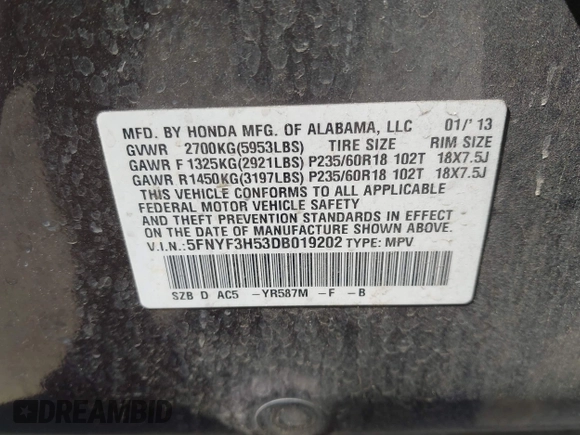 MFD. BY HONDA MFG. OF ALABAMA, LLC 01/'13
GVWR 2700KG(5953LBS) TIRE SIZE RIM SIZE
GAWR F 1325KG(2921LBS) P235/60R18 102T 18X7.5J
GAWR R1450KG(3197LBS) P235/60R18 102T 18X7.5J
THIS VEHICLE CONFORMS TO ALL APPLICABLE
FEDERAL MOTOR VEHICLE SAFETY
AND THEFT PREVENTION STANDARDS IN EFFECT
ON THE DATE OF MANUFACTURE SHOWN ABOVE.
V.I.N.:5FNYF3H53DB019202 TYPE: MPV
SZB D AC5 -YR587M -F -B
DREAMBID